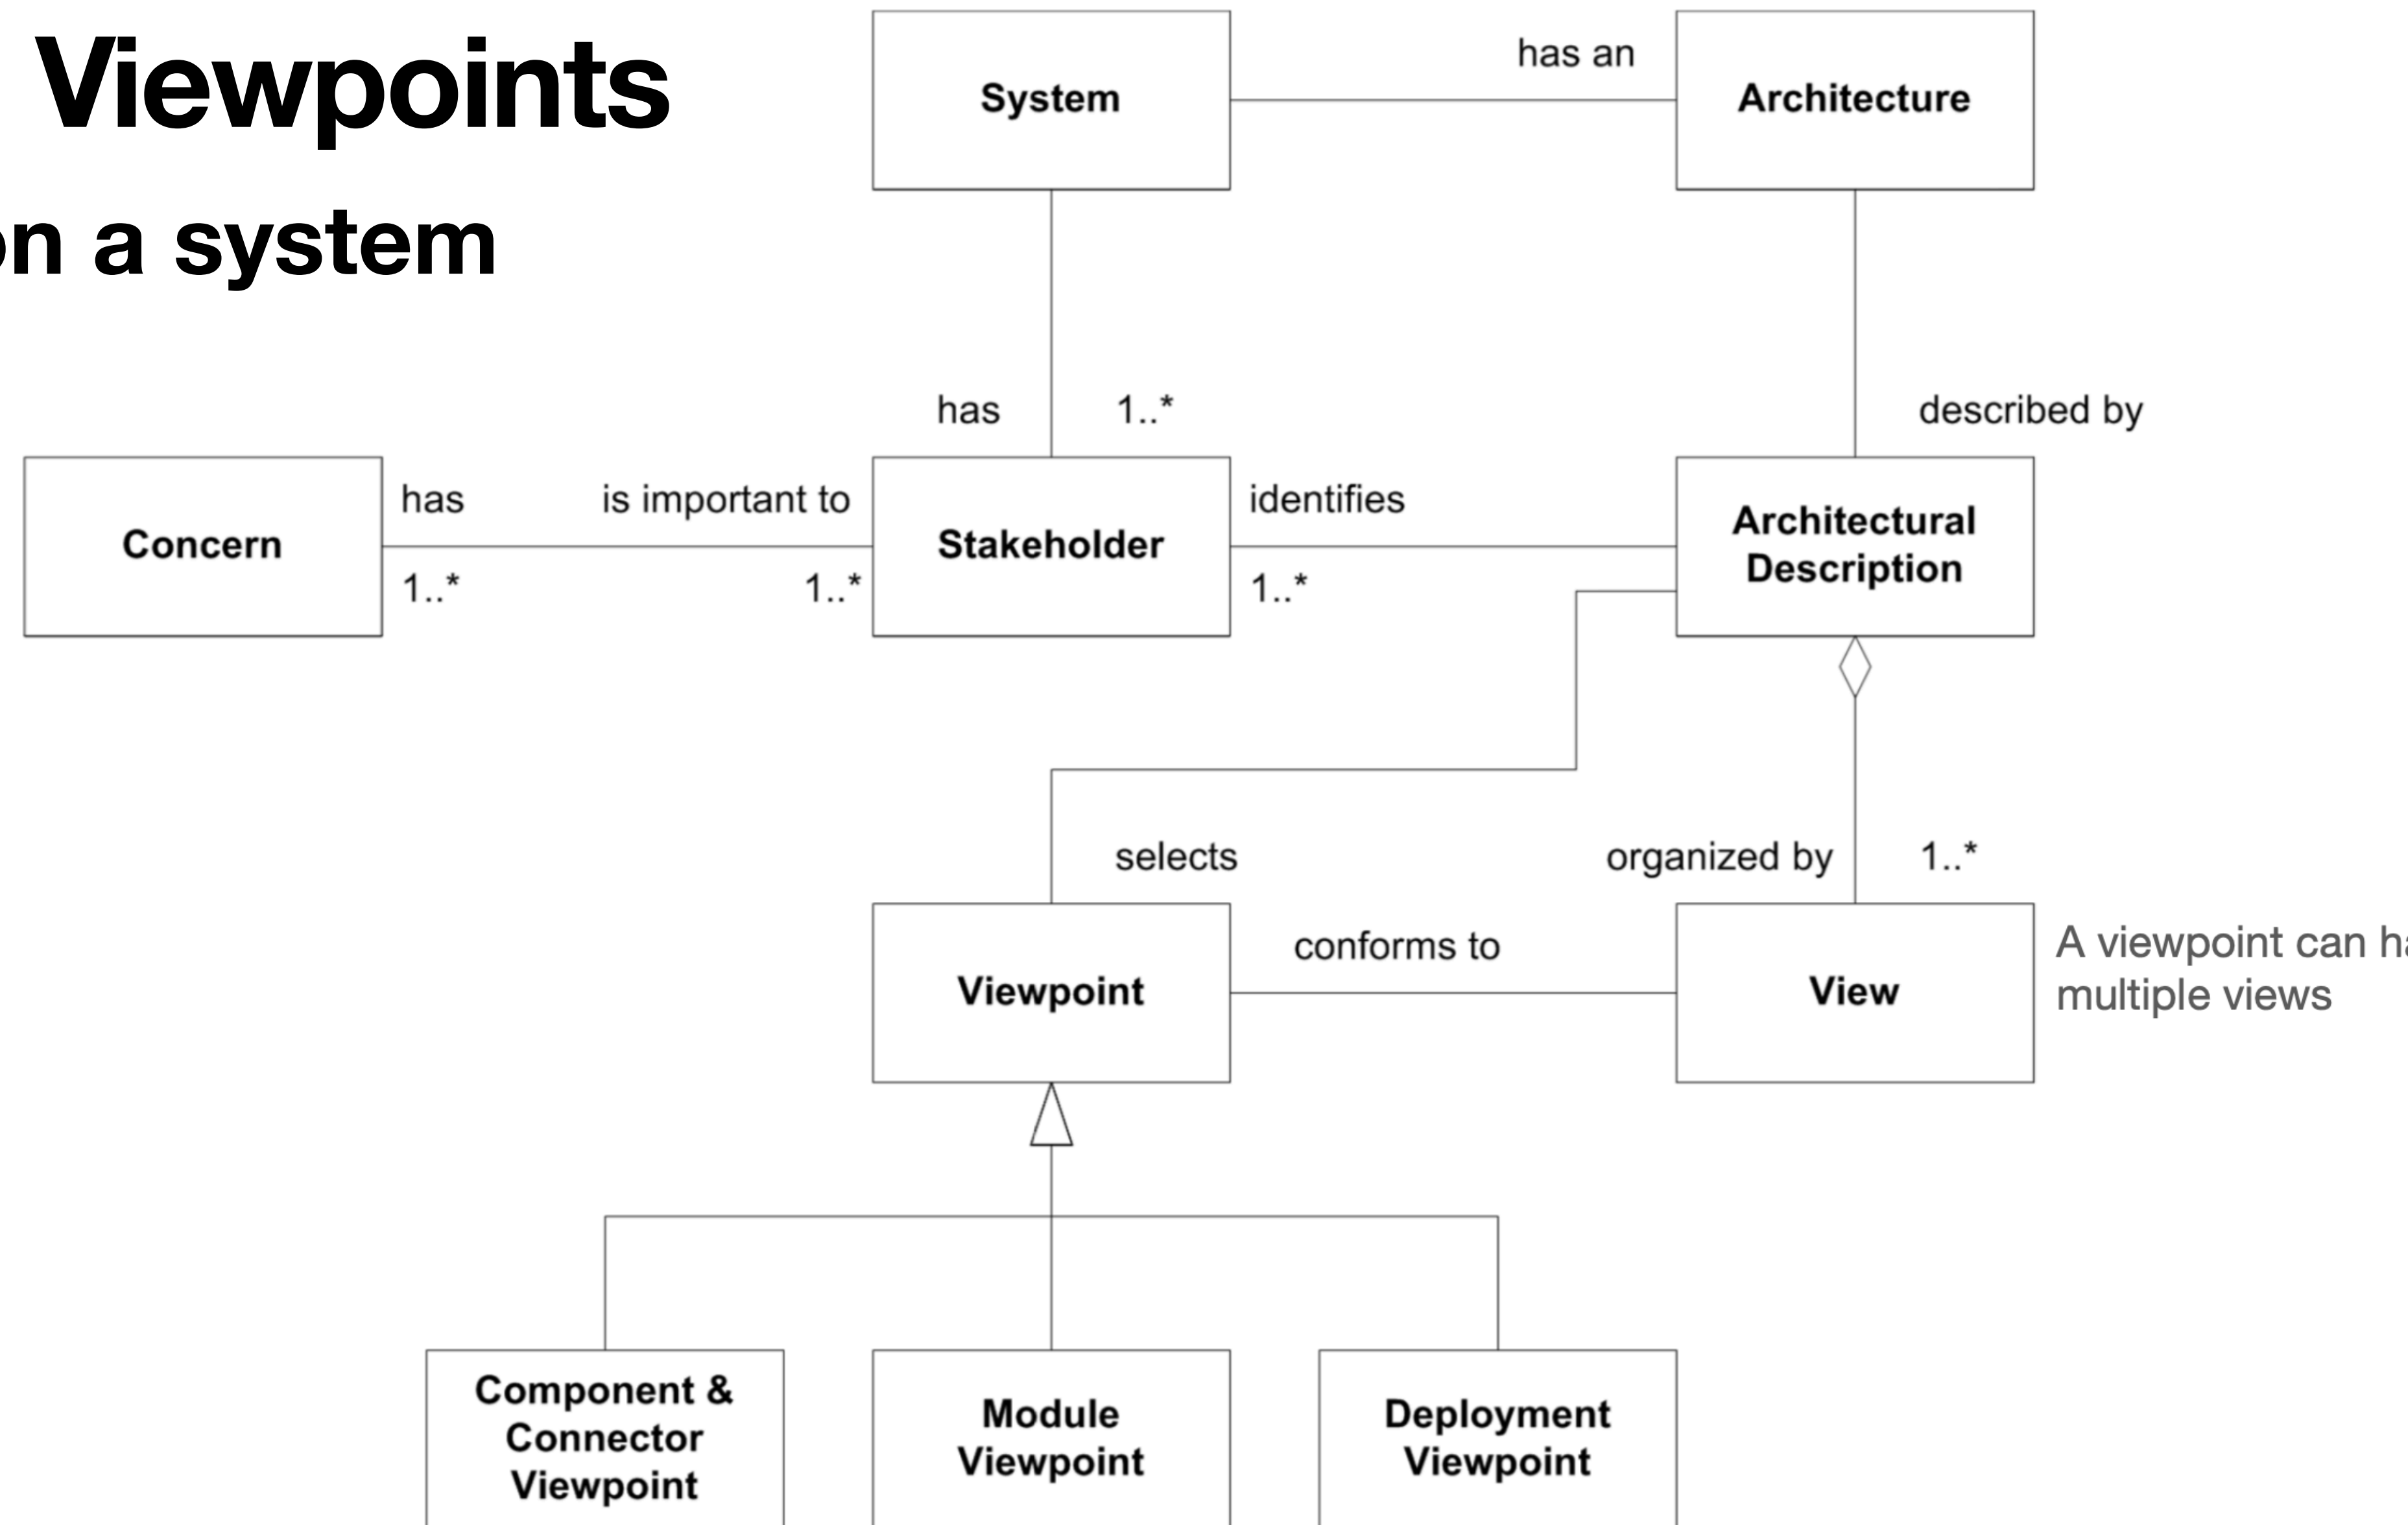 Viewpoints
on a system
System
has an
Architecture
has
1..*
described by
Concern
has
is important to
1..*
1..*
Stakeholder
identifies
1..*
Architectural
Description
selects
organized by
1..*
Viewpoint
conforms to
View
A viewpoint can
multiple views
Component &
Connector
Viewpoint
Module
Viewpoint
Deployment
Viewpoint